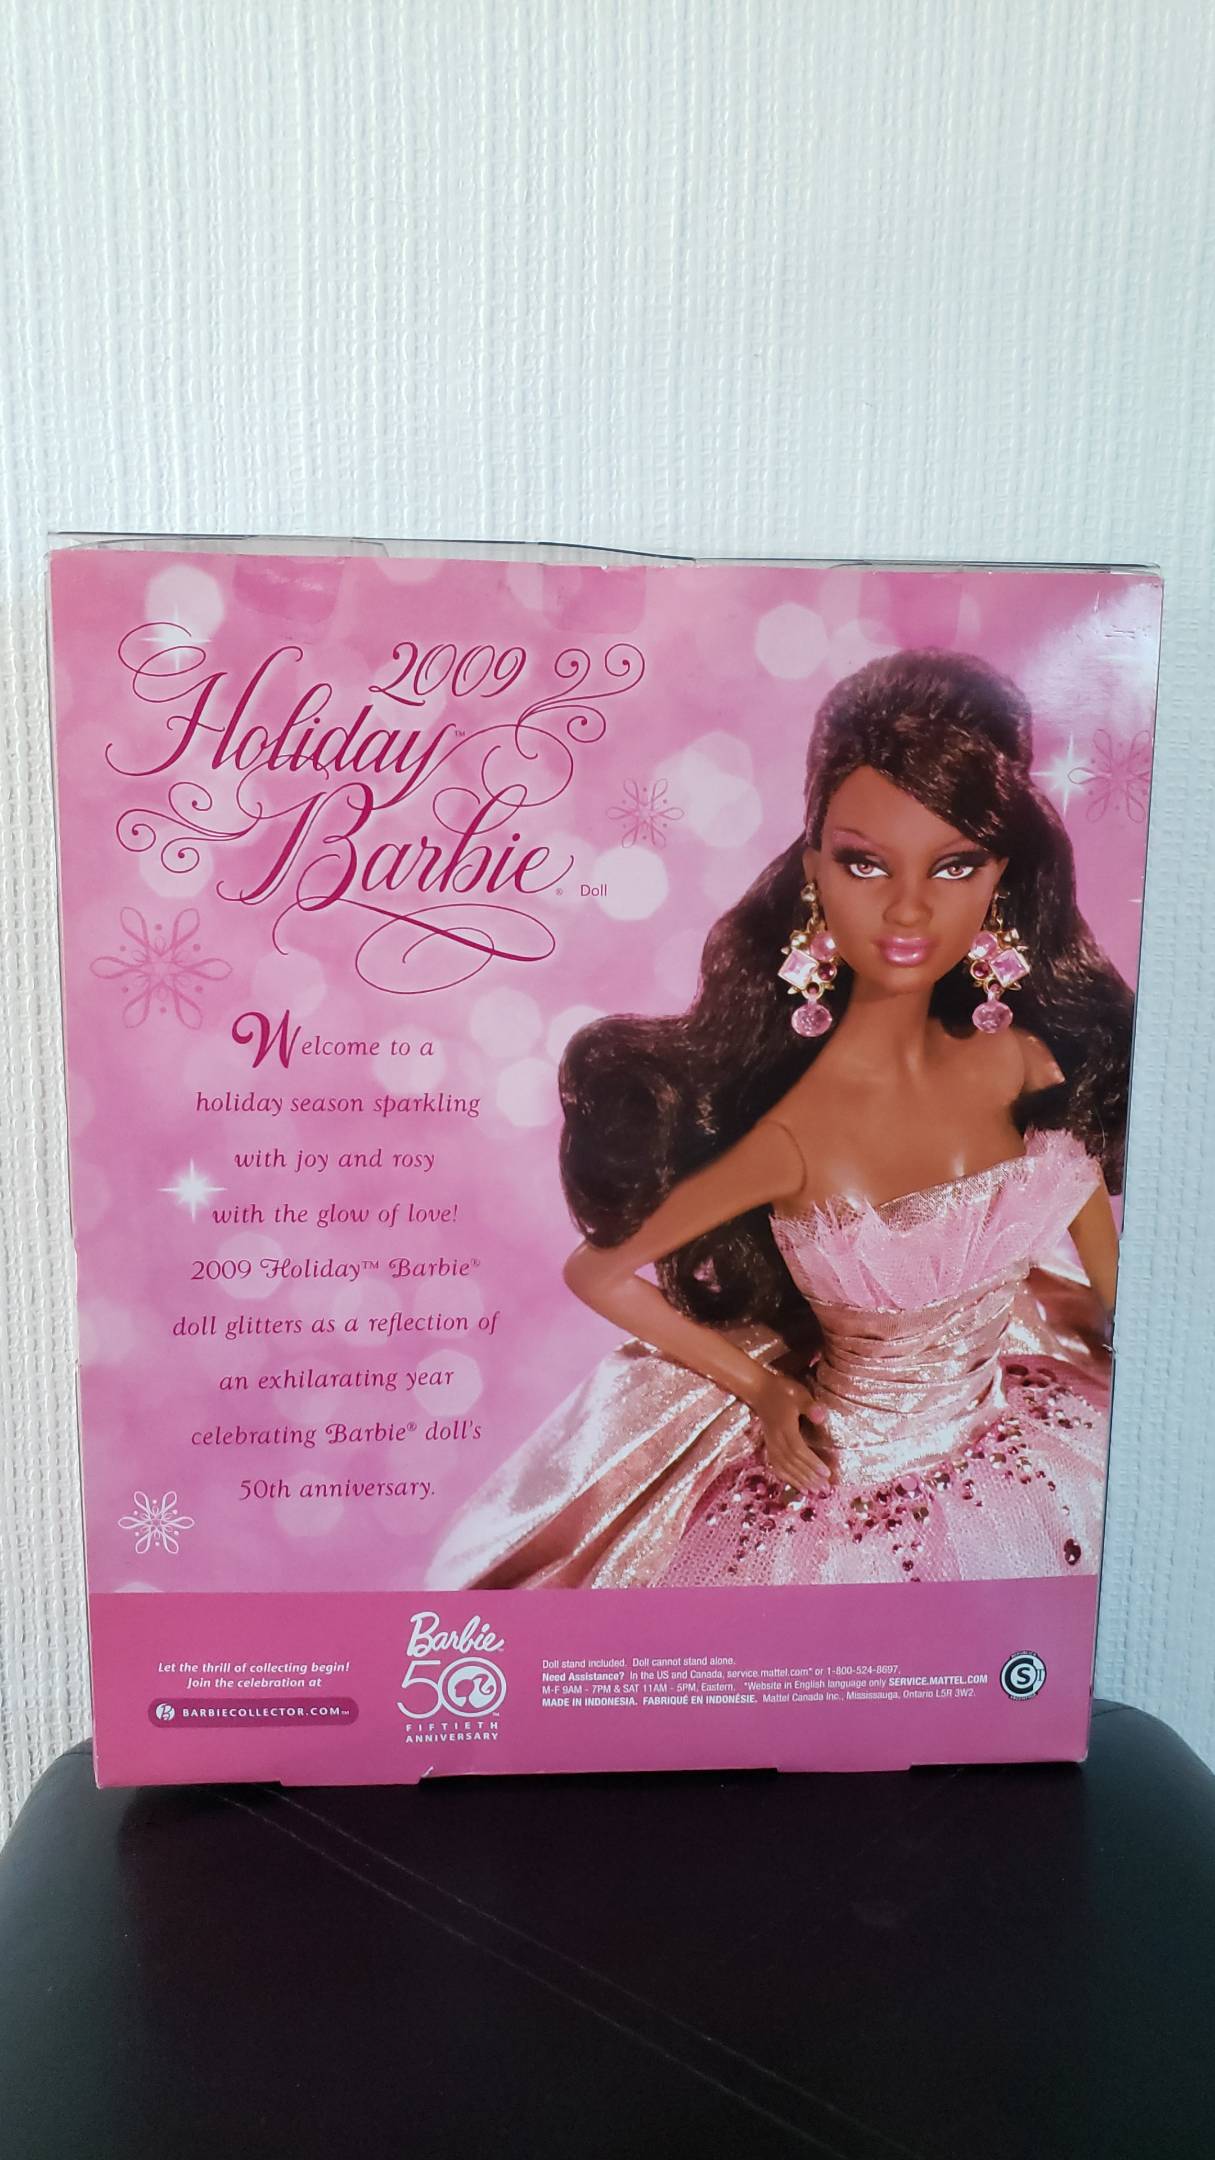 2009
Holiday™
Barbie® Doll
Welcome to a
holiday season sparkling
with joy and rosy
with the glow of love!
2009 Holiday™ Barbie®
doll glitters as a reflection of
an exhilarating year
celebrating Barbie® doll's
50th anniversary.
Let the thrill of collecting begin!
Join the celebration at
BARBIECOLLECTOR.COM™
Barbie™
50™
FIFTIETH
ANNIVERSARY
Doll stand included. Doll cannot stand alone.
Need Assistance? In the US and Canada, service.mattel.com* or 1-800-524-8697,
M-F 9AM - 7PM & SAT 11AM - 5PM, Eastern. *Website in English language only SERVICE.MATTEL.COM
MADE IN INDONESIA. FABRIQUÉ EN INDONÉSIE. Mattel Canada Inc., Mississauga, Ontario L5R 3W2.
S